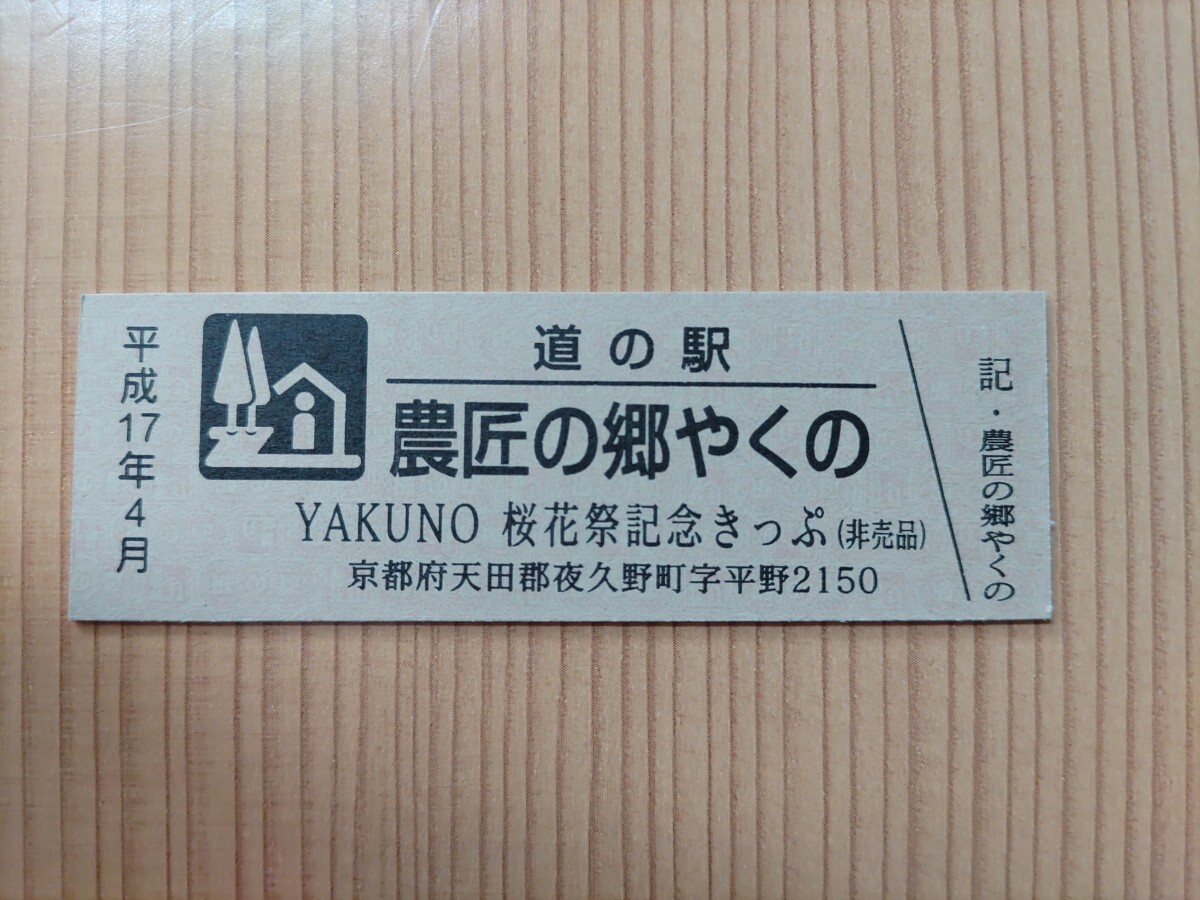 平成17年4月
道の駅
農匠の郷やくの
YAKUNO 桜花祭記念きっぷ(非売品)
京都府天田郡夜久野町字平野2150
記・農匠の郷やくの